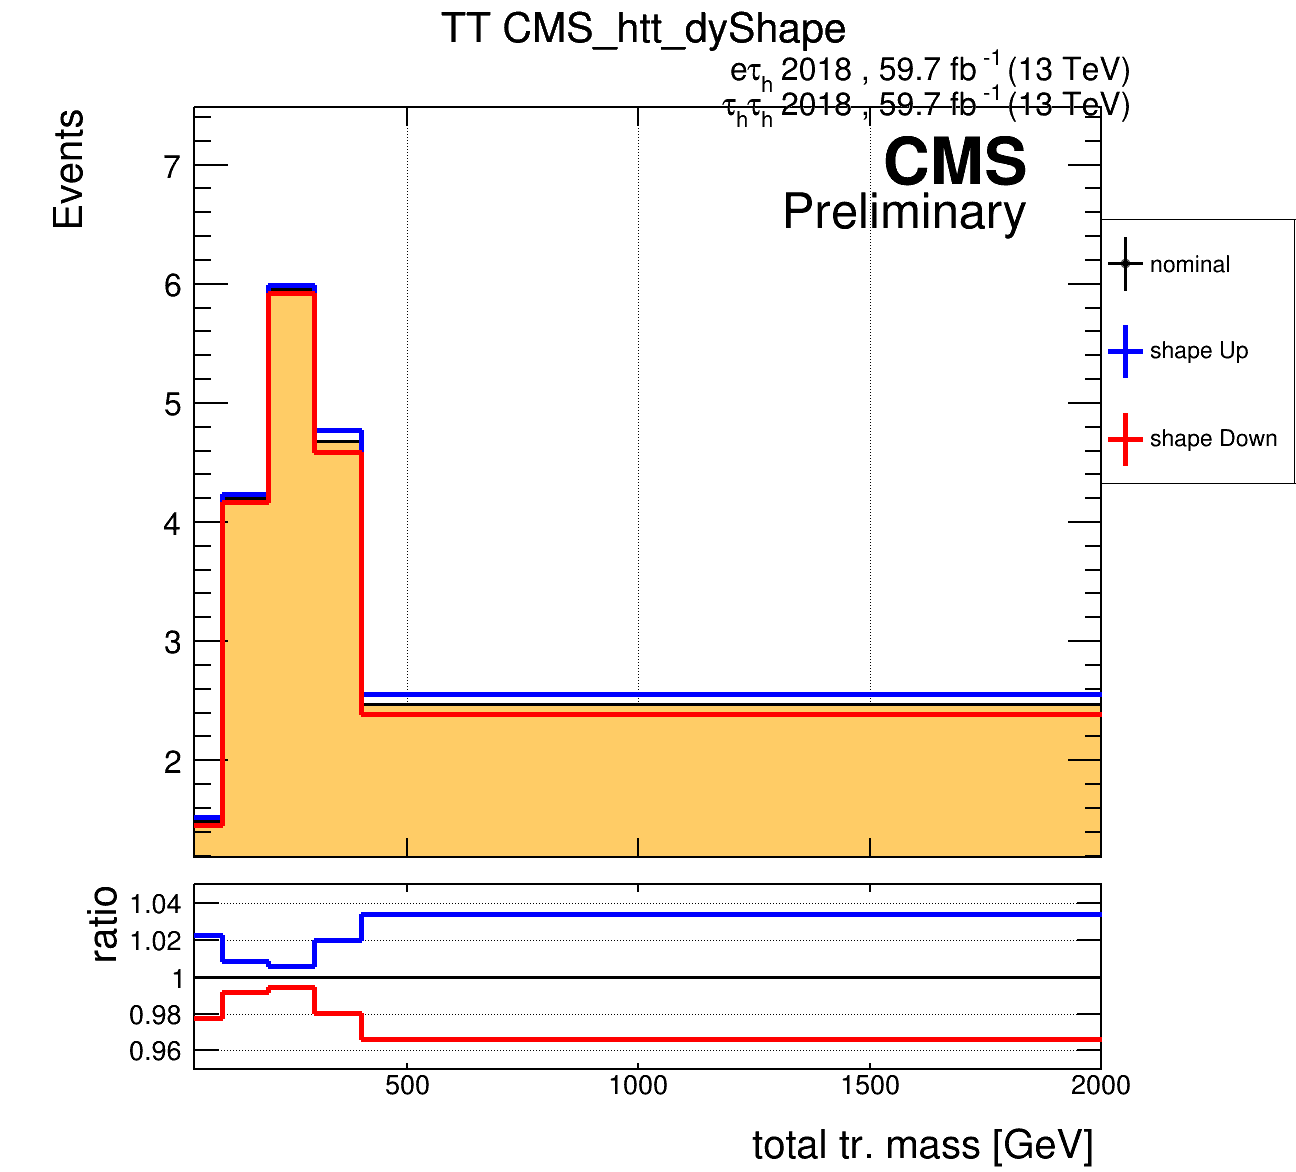 TT CMS_htt_dyShape
eτh 2018 , 59.7 fb-1 (13 TeV)
τhτh 2018 , 59.7 fb-1 (13 TeV)
CMS
Preliminary
Events
7
6
5
4
3
2
nominal
shape Up
shape Down
ratio
1.04
1.02
1
0.98
0.96
500 1000 1500 2000
total tr. mass [GeV]